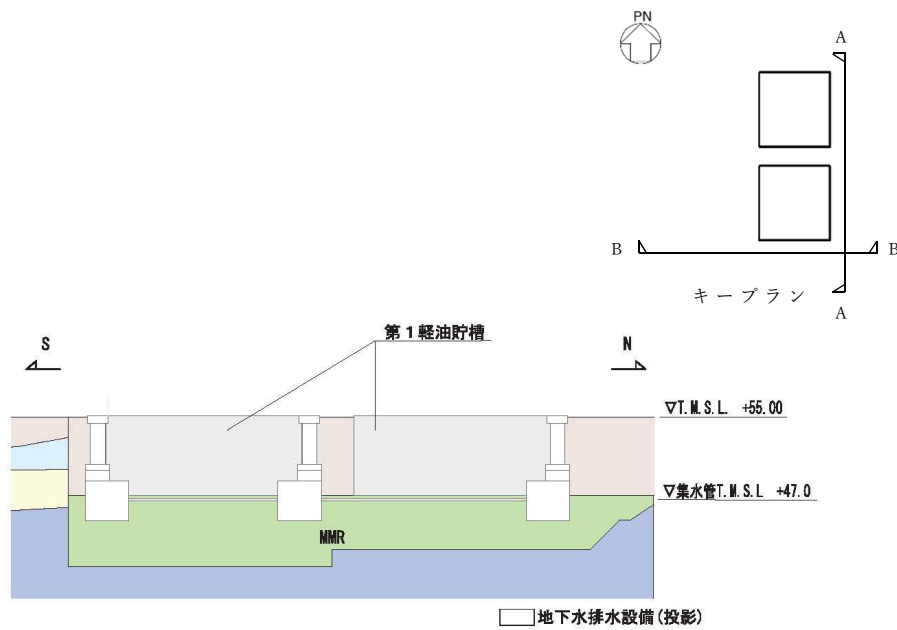 PN
A
B
B
キープラン
A
第1軽油貯槽
S
N
▽T.M.S.L. +55.00
▽集水管T.M.S.L +47.0
MMR
地下水排水設備(投影)